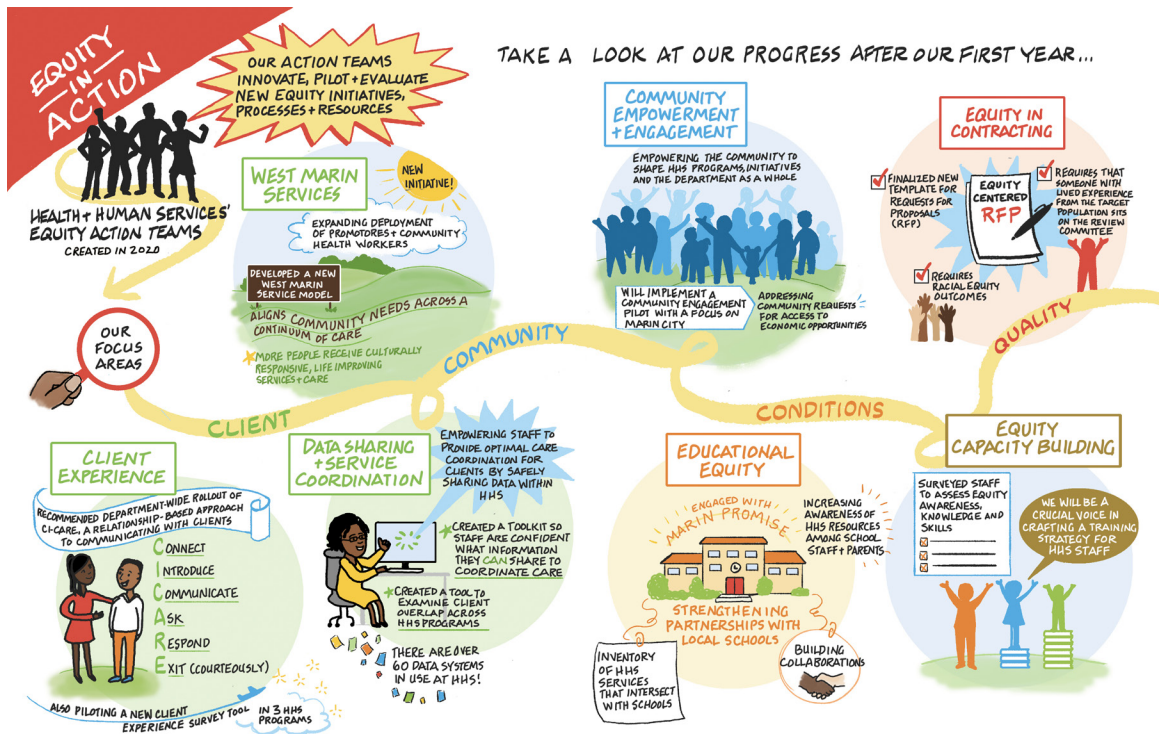 EQUITY
IN
ACTION
OUR ACTION TEAMS
INNOVATE, PILOT + EVALUATE
NEW EQUITY INITIATIVES,
PROCESSES + RESOURCES
TAKE A LOOK AT OUR PROGRESS AFTER OUR FIRST YEAR...
HEALTH + HUMAN SERVICES'
EQUITY ACTION TEAMS
CREATED IN 2020
OUR
FOCUS
AREAS
WEST MARIN
SERVICES
NEW
INITIATIVE!
EXPANDING DEPLOYMENT
OF PROMOTORES + COMMUNITY
HEALTH WORKERS
DEVELOPED A NEW
WEST MARIN
SERVICE MODEL
ALIGNS COMMUNITY NEEDS ACROSS A
CONTINUUM OF CARE
MORE PEOPLE RECEIVE CULTURALLY
RESPONSIVE, LIFE IMPROVING
SERVICES + CARE
COMMUNITY
EMPOWERMENT
+ ENGAGEMENT
EMPOWERING THE COMMUNITY TO
SHAPE HHS PROGRAMS, INITIATIVES
AND THE DEPARTMENT AS A WHOLE
WILL IMPLEMENT A
COMMUNITY ENGAGEMENT
PILOT WITH A FOCUS ON
MARIN CITY
ADDRESSING
COMMUNITY REQUESTS
FOR ACCESS TO
ECONOMIC OPPORTUNITIES
EQUITY IN
CONTRACTING
FINALIZED NEW
TEMPLATE FOR
REQUESTS FOR
PROPOSALS
(RFP)
EQUITY
CENTERED
RFP
REQUIRES THAT
SOMEONE WITH
LIVED EXPERIENCE
FROM THE TARGET
POPULATION SITS
ON THE REVIEW
COMMITTEE
REQUIRES
RACIAL EQUITY
OUTCOMES
CLIENT
COMMUNITY
CONDITIONS
QUALITY
CLIENT
EXPERIENCE
RECOMMENDED DEPARTMENT-WIDE ROLLOUT OF
CI-CARE, A RELATIONSHIP-BASED APPROACH
TO COMMUNICATING WITH CLIENTS
CONNECT
INTRODUCE
COMMUNICATE
ASK
RESPOND
EXIT (COURTEOUSLY)
ALSO PILOTING A NEW CLIENT
EXPERIENCE SURVEY TOOL
IN 3 HHS
PROGRAMS
DATA SHARING
+ SERVICE
COORDINATION
EMPOWERING STAFF TO
PROVIDE OPTIMAL CARE
COORDINATION FOR
CLIENTS BY SAFELY
SHARING DATA WITHIN
HHS
CREATED A TOOLKIT SO
STAFF ARE CONFIDENT
WHAT INFORMATION
THEY CAN SHARE TO
COORDINATE CARE
CREATED A TOOL TO
EXAMINE CLIENT
OVERLAP ACROSS
HHS PROGRAMS
THERE ARE OVER
60 DATA SYSTEMS
IN USE AT HHS!
EDUCATIONAL
EQUITY
ENGAGED WITH
MARIN PROMISE
INCREASING
AWARENESS OF
HHS RESOURCES
AMONG SCHOOL
STAFF + PARENTS
STRENGTHENING
PARTNERSHIPS WITH
LOCAL SCHOOLS
INVENTORY
OF HHS
SERVICES
THAT INTERSECT
WITH SCHOOLS
BUILDING
COLLABORATIONS
EQUITY
CAPACITY BUILDING
SURVEYED STAFF
TO ASSESS EQUITY
AWARENESS,
KNOWLEDGE AND
SKILLS
WE WILL BE A
CRUCIAL VOICE IN
CRAFTING A TRAINING
STRATEGY FOR
HHS STAFF